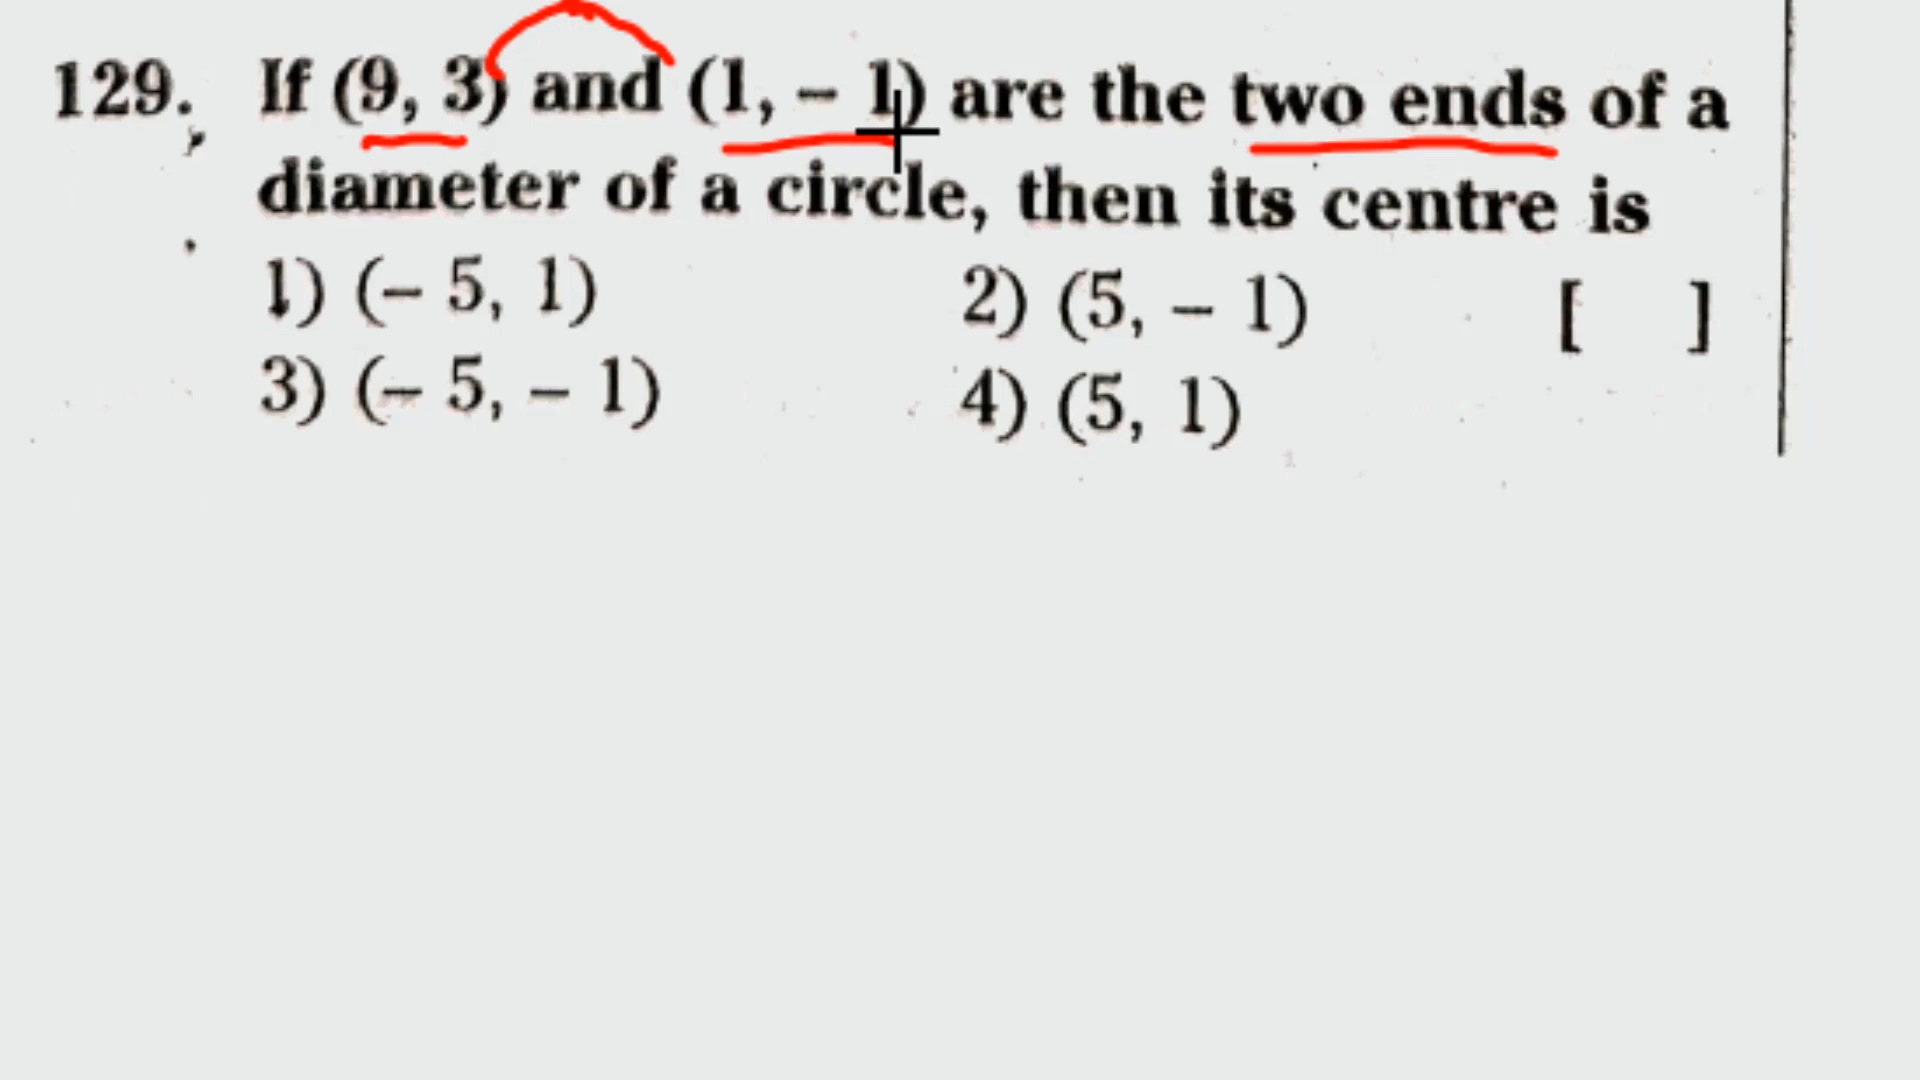 129. If (9, 3) and (1, – 1) are the two ends of a
diameter of a circle, then its centre is
1) (– 5, 1) 2) (5, – 1) [ ]
3) (– 5, – 1) 4) (5, 1)